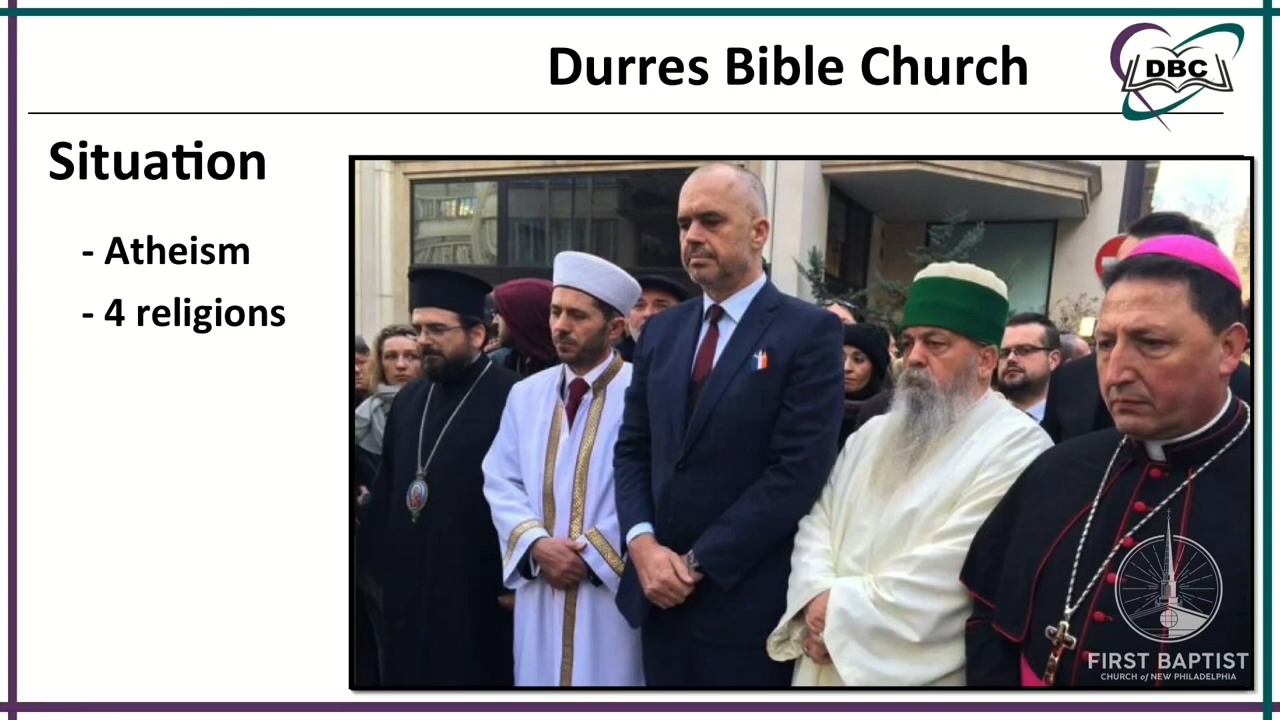 Durres Bible Church
DBC
Situation
- Atheism
- 4 religions
FIRST BAPTIST
CHURCH of NEW PHILADELPHIA